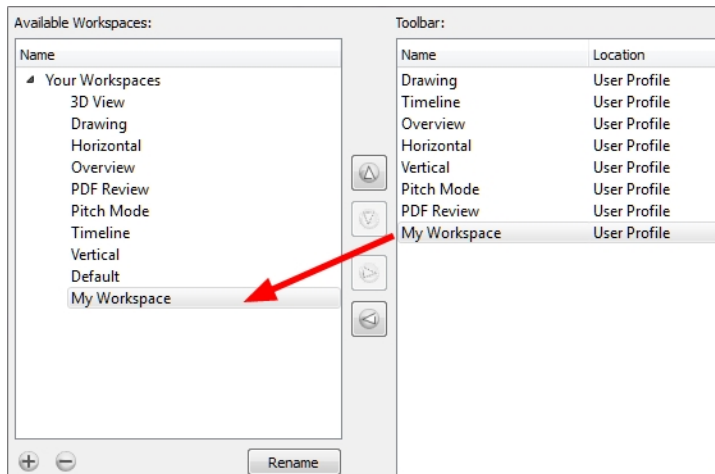 Available Workspaces:
Name
Your Workspaces
3D View
Drawing
Horizontal
Overview
PDF Review
Pitch Mode
Timeline
Vertical
Default
My Workspace
Rename
Toolbar:
Name Location
Drawing User Profile
Timeline User Profile
Overview User Profile
Horizontal User Profile
Vertical User Profile
Pitch Mode User Profile
PDF Review User Profile
My Workspace User Profile